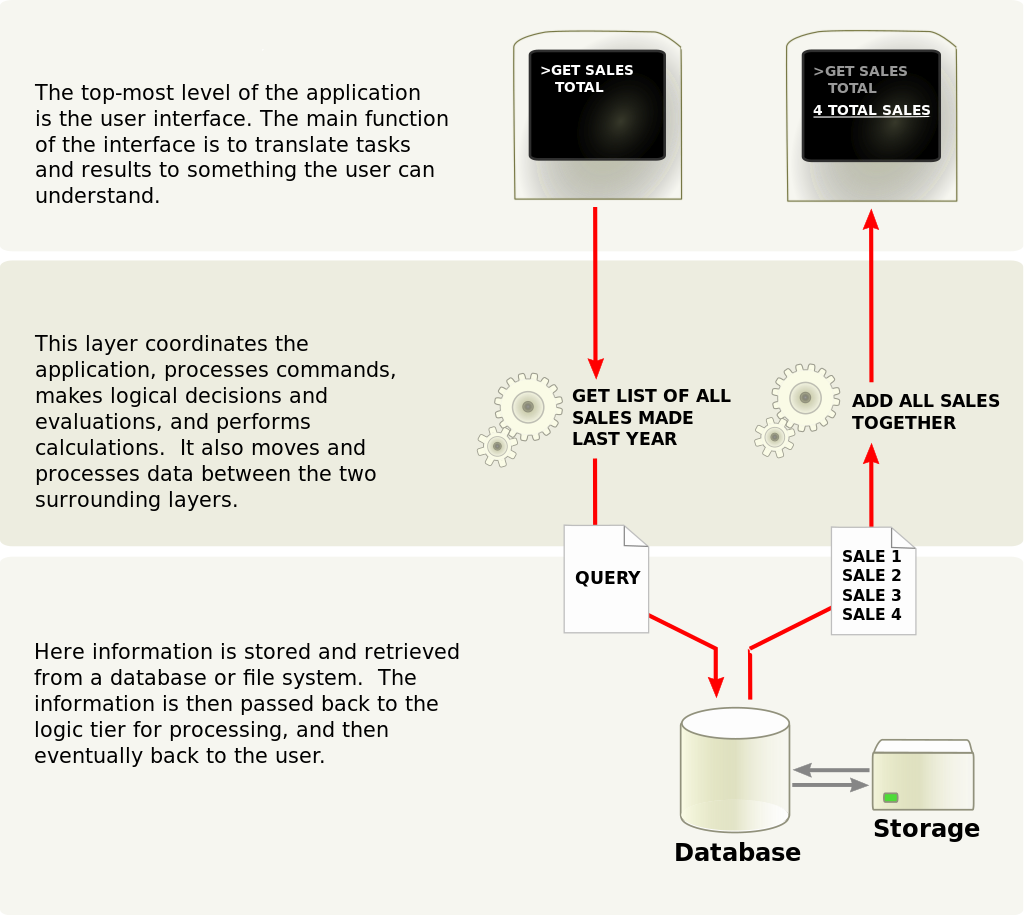 The top-most level of the application
is the user interface. The main function
of the interface is to translate tasks
and results to something the user can
understand.
>GET SALES
TOTAL
>GET SALES
TOTAL
4 TOTAL SALES
This layer coordinates the
application, processes commands,
makes logical decisions and
evaluations, and performs
calculations.  It also moves and
processes data between the two
surrounding layers.
GET LIST OF ALL
SALES MADE
LAST YEAR
ADD ALL SALES
TOGETHER
QUERY
SALE 1
SALE 2
SALE 3
SALE 4
Here information is stored and retrieved
from a database or file system.  The
information is then passed back to the
logic tier for processing, and then
eventually back to the user.
Database
Storage